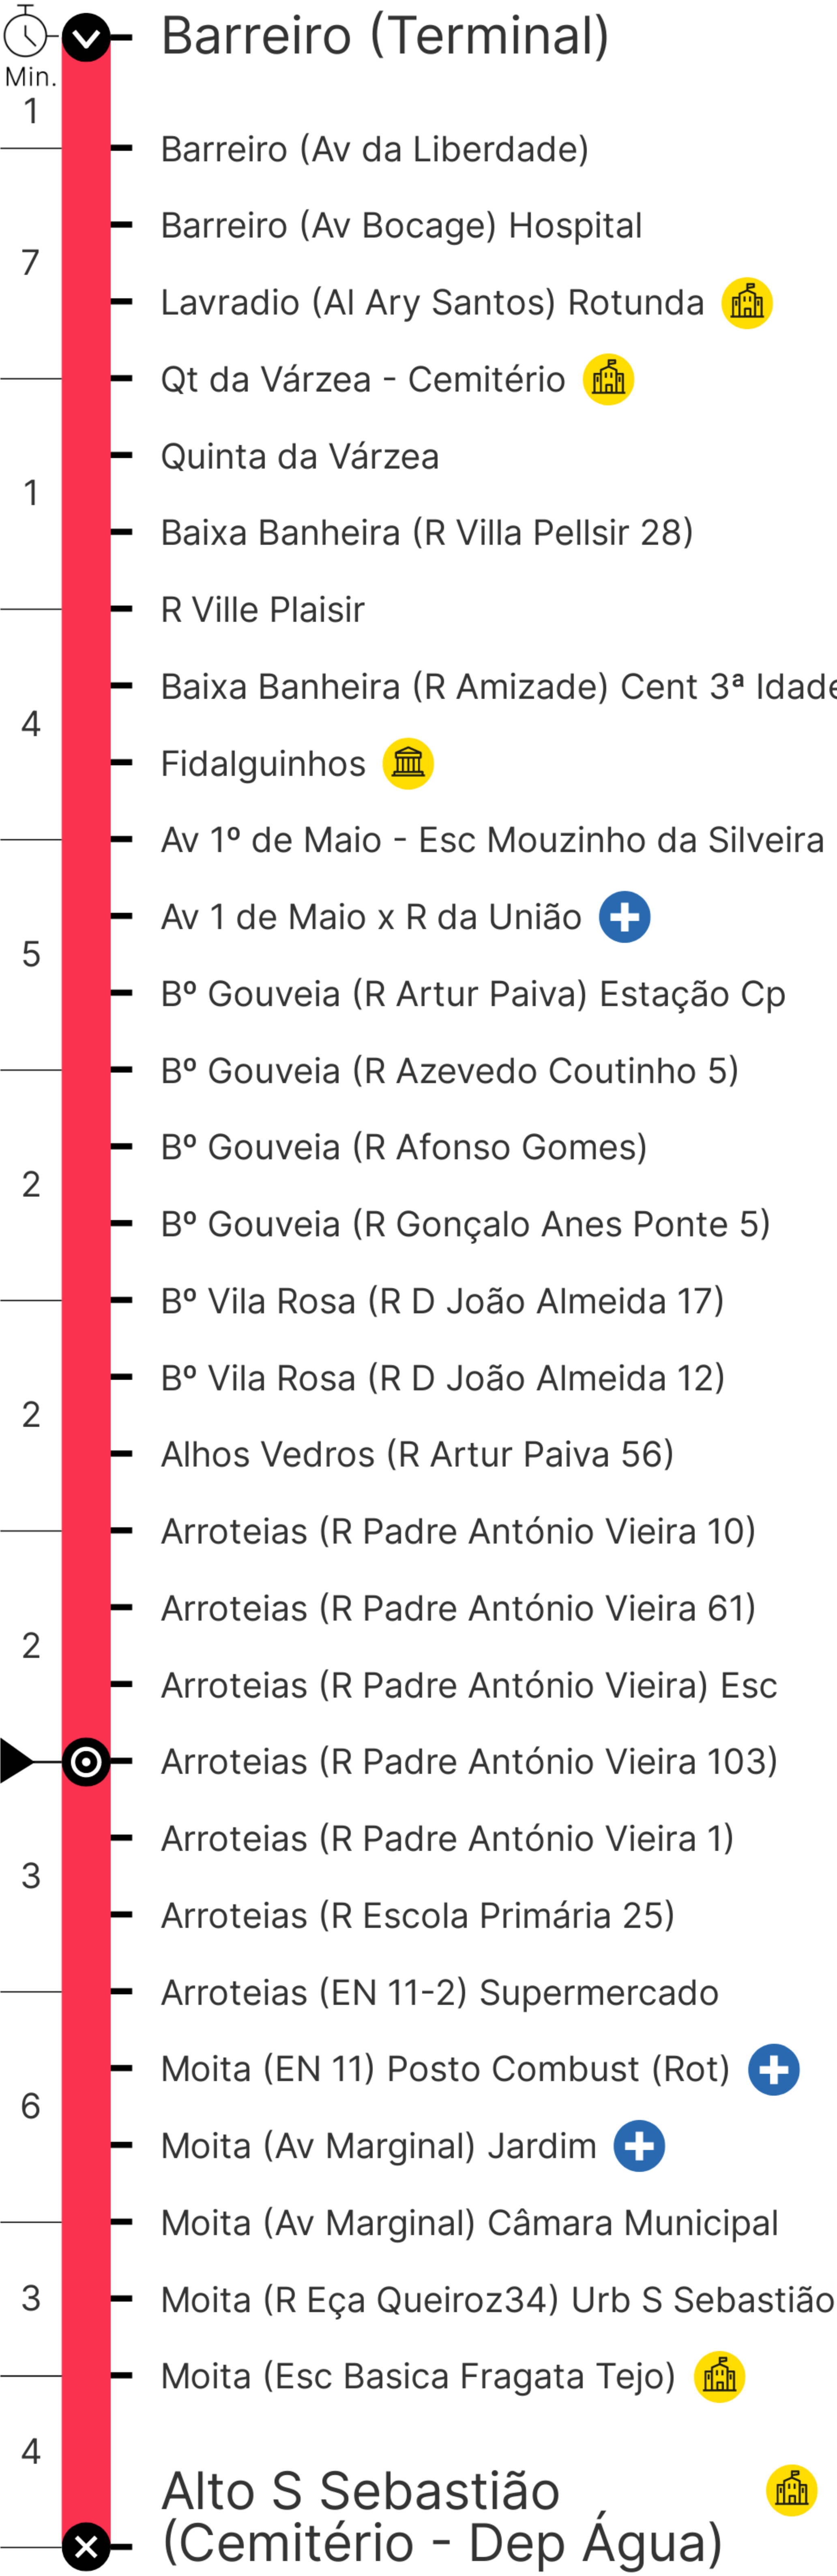 Barreiro (Terminal)
Min.
1
Barreiro (Av da Liberdade)
Barreiro (Av Bocage) Hospital
7
Lavradio (Al Ary Santos) Rotunda
Qt da Várzea - Cemitério
Quinta da Várzea
1
Baixa Banheira (R Villa Pellsir 28)
R Ville Plaisir
Baixa Banheira (R Amizade) Cent 3ª Idade
4
Fidalguinhos
Av 1º de Maio - Esc Mouzinho da Silveira
Av 1 de Maio x R da União
5
Bº Gouveia (R Artur Paiva) Estação Cp
Bº Gouveia (R Azevedo Coutinho 5)
Bº Gouveia (R Afonso Gomes)
2
Bº Gouveia (R Gonçalo Anes Ponte 5)
Bº Vila Rosa (R D João Almeida 17)
Bº Vila Rosa (R D João Almeida 12)
2
Alhos Vedros (R Artur Paiva 56)
Arroteias (R Padre António Vieira 10)
Arroteias (R Padre António Vieira 61)
2
Arroteias (R Padre António Vieira) Esc
Arroteias (R Padre António Vieira 103)
Arroteias (R Padre António Vieira 1)
3
Arroteias (R Escola Primária 25)
Arroteias (EN 11-2) Supermercado
Moita (EN 11) Posto Combust (Rot)
6
Moita (Av Marginal) Jardim
Moita (Av Marginal) Câmara Municipal
3
Moita (R Eça Queiroz34) Urb S Sebastião
Moita (Esc Basica Fragata Tejo)
4
Alto S Sebastião
(Cemitério - Dep Água)